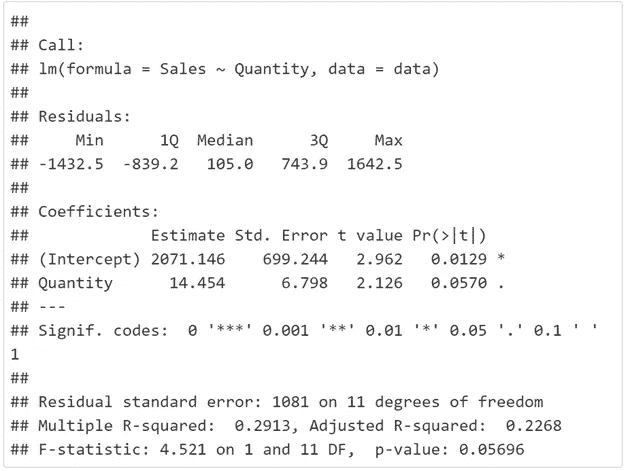 ##
## Call:
## lm(formula = Sales ~ Quantity, data = data)
##
## Residuals:
##     Min      1Q  Median      3Q     Max
## -1432.5  -839.2   105.0   743.9  1642.5
##
## Coefficients:
##             Estimate Std. Error t value Pr(>|t|)
## (Intercept) 2071.146    699.244   2.962   0.0129 *
## Quantity      14.454      6.798   2.126   0.0570 .
## ---
## Signif. codes:  0 '***' 0.001 '**' 0.01 '*' 0.05 '.' 0.1 ' '
1
##
## Residual standard error: 1081 on 11 degrees of freedom
## Multiple R-squared:  0.2913, Adjusted R-squared:  0.2268
## F-statistic: 4.521 on 1 and 11 DF,  p-value: 0.05696